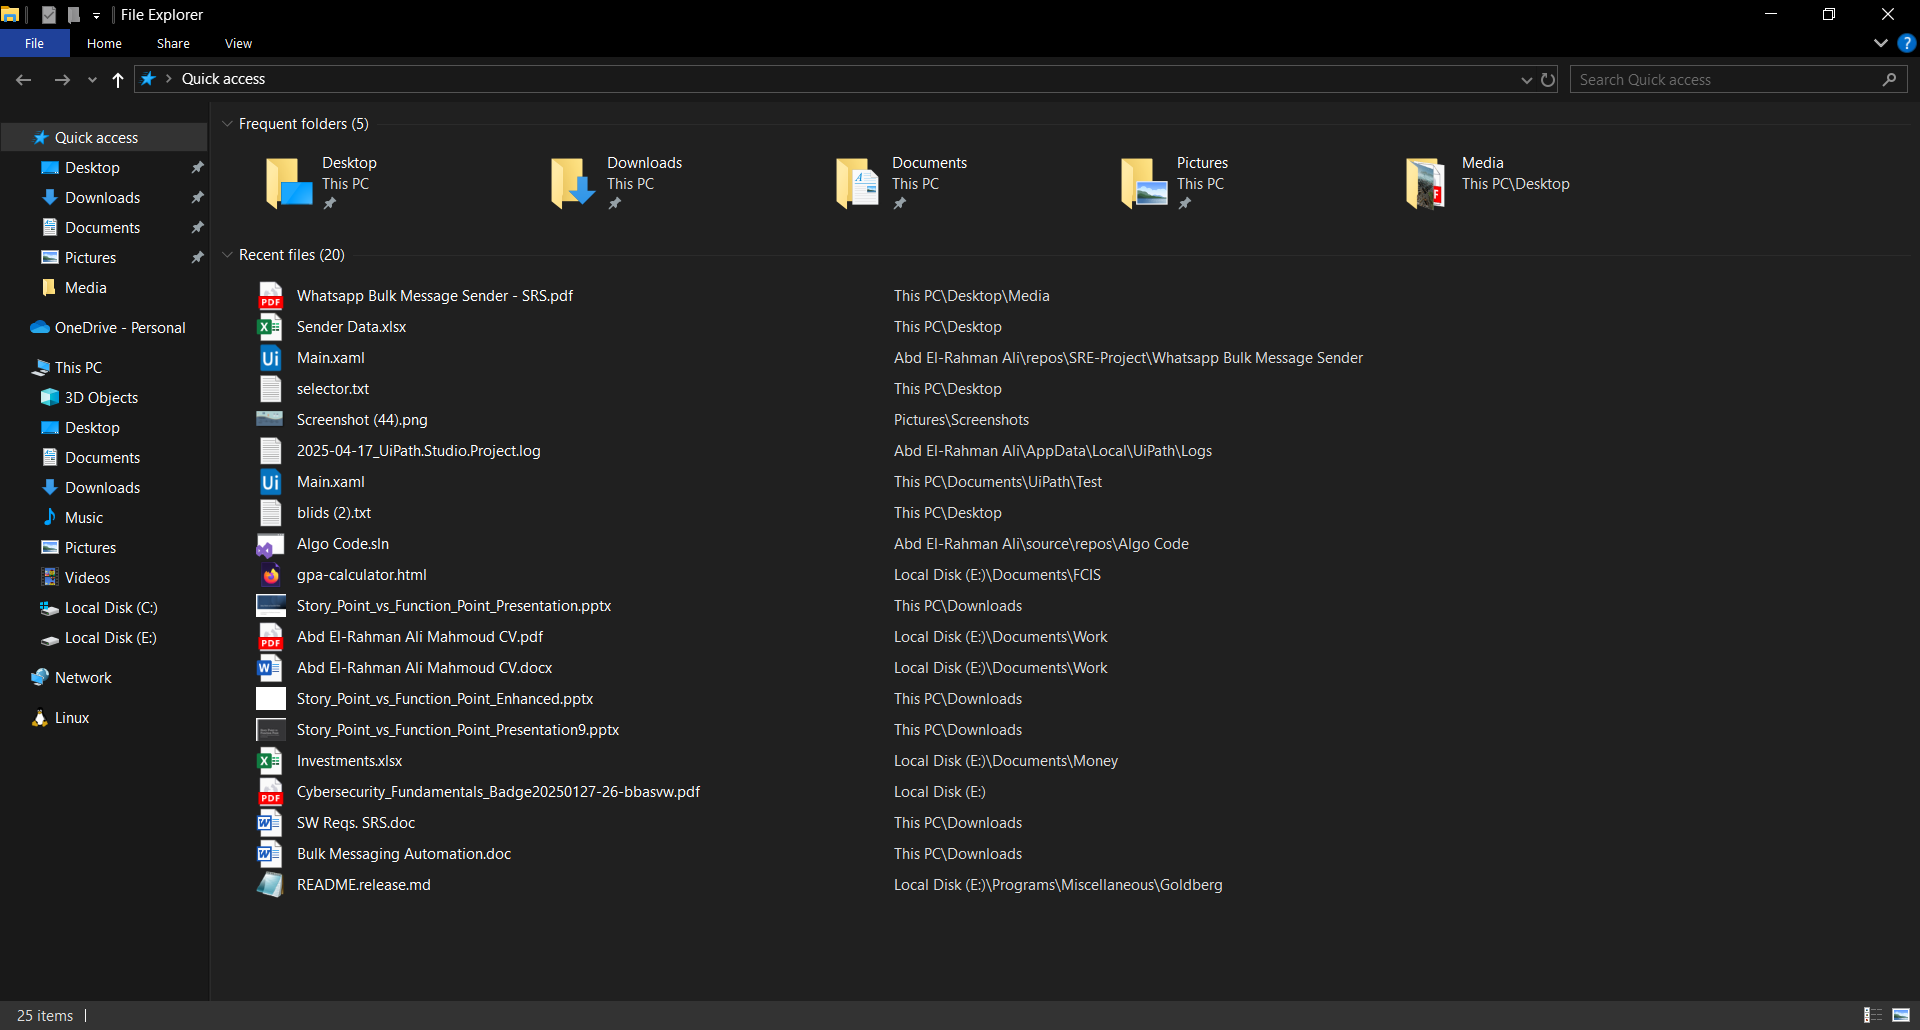 File Explorer
File Home Share View
Quick access
Search Quick access
Quick access
Desktop
Downloads
Documents
Pictures
Media
OneDrive - Personal
This PC
3D Objects
Desktop
Documents
Downloads
Music
Pictures
Videos
Local Disk (C:)
Local Disk (E:)
Network
Linux
Frequent folders (5)
Desktop
This PC
Downloads
This PC
Documents
This PC
Pictures
This PC
Media
This PC\Desktop
Recent files (20)
Whatsapp Bulk Message Sender - SRS.pdf This PC\Desktop\Media
Sender Data.xlsx This PC\Desktop
Main.xaml Abd El-Rahman Ali\repos\SRE-Project\Whatsapp Bulk Message Sender
selector.txt This PC\Desktop
Screenshot (44).png Pictures\Screenshots
2025-04-17_UiPath.Studio.Project.log Abd El-Rahman Ali\AppData\Local\UiPath\Logs
Main.xaml This PC\Documents\UiPath\Test
blids (2).txt This PC\Desktop
Algo Code.sln Abd El-Rahman Ali\source\repos\Algo Code
gpa-calculator.html Local Disk (E:)\Documents\FCIS
Story_Point_vs_Function_Point_Presentation.pptx This PC\Downloads
Abd El-Rahman Ali Mahmoud CV.pdf Local Disk (E:)\Documents\Work
Abd El-Rahman Ali Mahmoud CV.docx Local Disk (E:)\Documents\Work
Story_Point_vs_Function_Point_Enhanced.pptx This PC\Downloads
Story_Point_vs_Function_Point_Presentation9.pptx This PC\Downloads
Investments.xlsx Local Disk (E:)\Documents\Money
Cybersecurity_Fundamentals_Badge20250127-26-bbasvw.pdf Local Disk (E:)
SW Reqs. SRS.doc This PC\Downloads
Bulk Messaging Automation.doc This PC\Downloads
README.release.md Local Disk (E:)\Programs\Miscellaneous\Goldberg
25 items